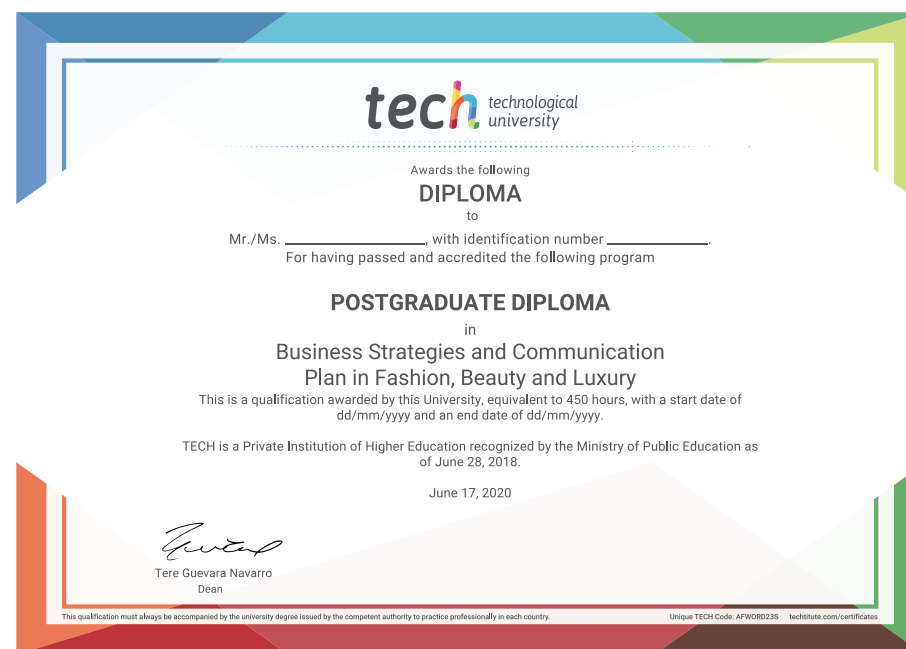 tech technological
university
Awards the following
DIPLOMA
to
Mr./Ms. ____________, with identification number ____________.
For having passed and accredited the following program
POSTGRADUATE DIPLOMA
in
Business Strategies and Communication
Plan in Fashion, Beauty and Luxury
This is a qualification awarded by this University, equivalent to 450 hours, with a start date of
dd/mm/yyyy and an end date of dd/mm/yyyy.
TECH is a Private Institution of Higher Education recognized by the Ministry of Public Education as
of June 28, 2018.
June 17, 2020
Tere Guevara Navarro
Dean
This qualification must always be accompanied by the university degree issued by the competent authority to practice professionally in each country. Unique TECH Code: AFWORD23S techtitute.com/certificates